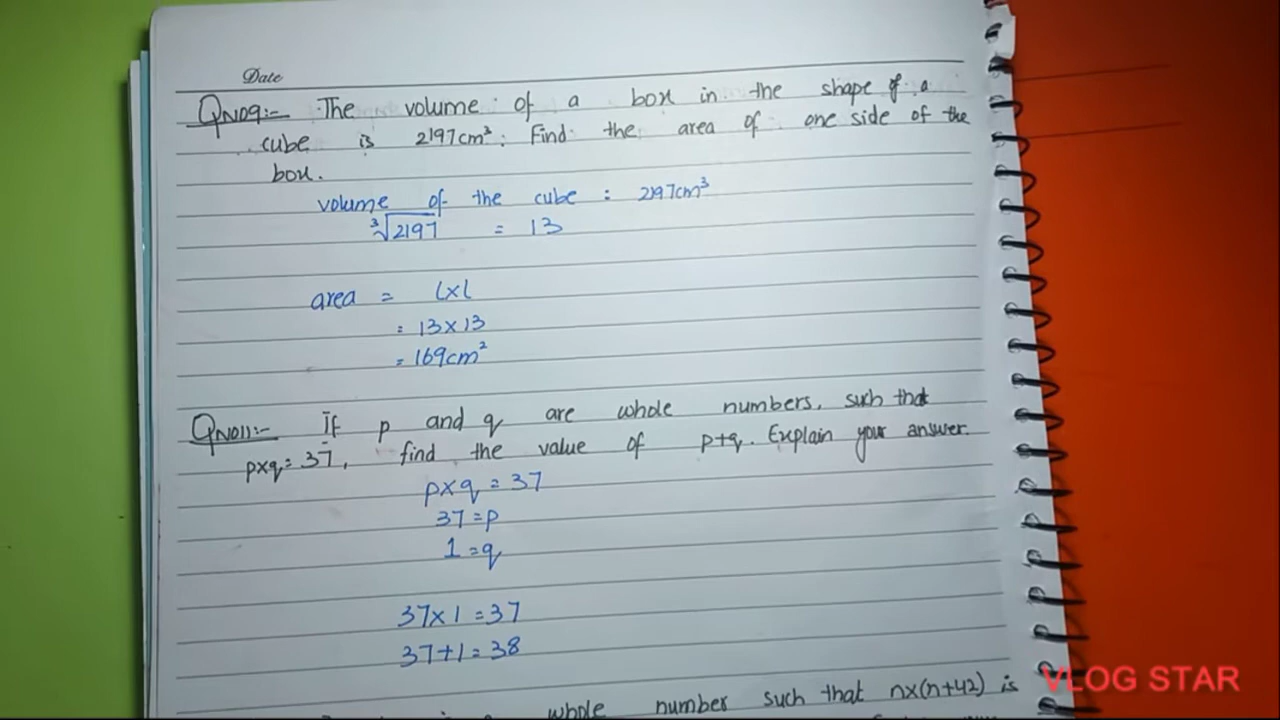 Date
QNo9:- The volume of a box in the shape of a
cube is 2197cm³. Find the area of one side of the
box.
volume of the cube : 2197cm³
∛2197 = 13
area = l×l
= 13×13
= 169cm²
QNo11:- If p and q are whole numbers, such that
p×q = 37, find the value of p+q. Explain your answer.
p×q = 37
37 = p
1 = q
37×1 = 37
37+1 = 38
whole number such that n×(n+42) is
VLOG STAR